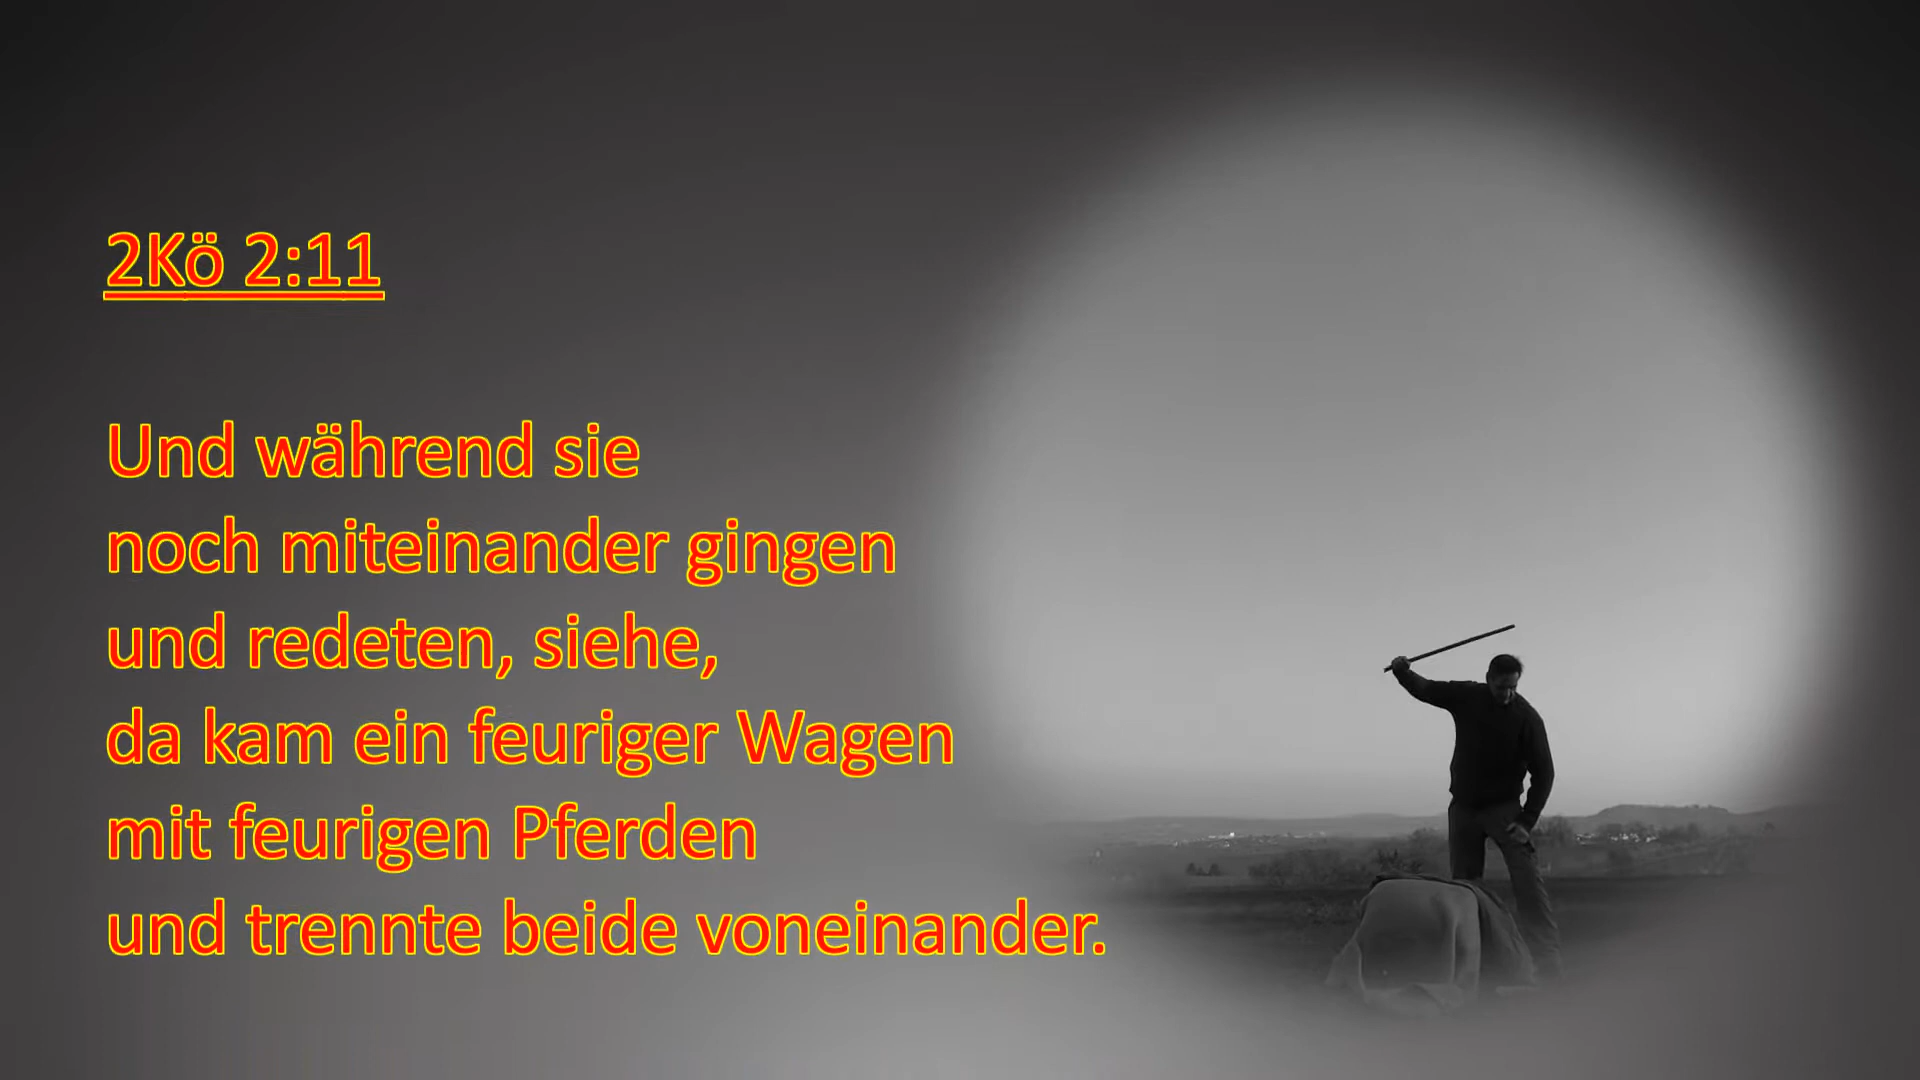 2Kö 2:11
Und während sie
noch miteinander gingen
und redeten, siehe,
da kam ein feuriger Wagen
mit feurigen Pferden
und trennte beide voneinander.